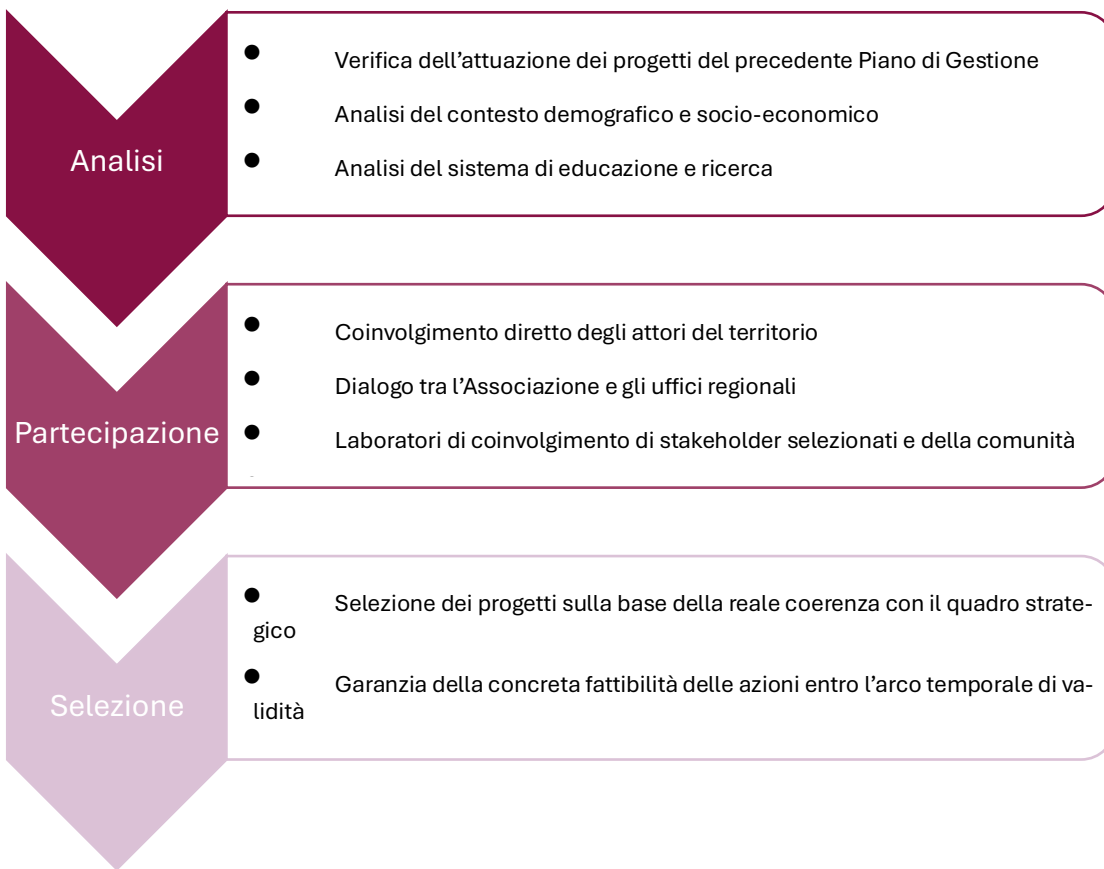 Analisi
● Verifica dell’attuazione dei progetti del precedente Piano di Gestione
● Analisi del contesto demografico e socio-economico
● Analisi del sistema di educazione e ricerca
Partecipazione
● Coinvolgimento diretto degli attori del territorio
● Dialogo tra l’Associazione e gli uffici regionali
● Laboratori di coinvolgimento di stakeholder selezionati e della comunità
Selezione
● Selezione dei progetti sulla base della reale coerenza con il quadro strate-
gico
● Garanzia della concreta fattibilità delle azioni entro l’arco temporale di va-
lidità